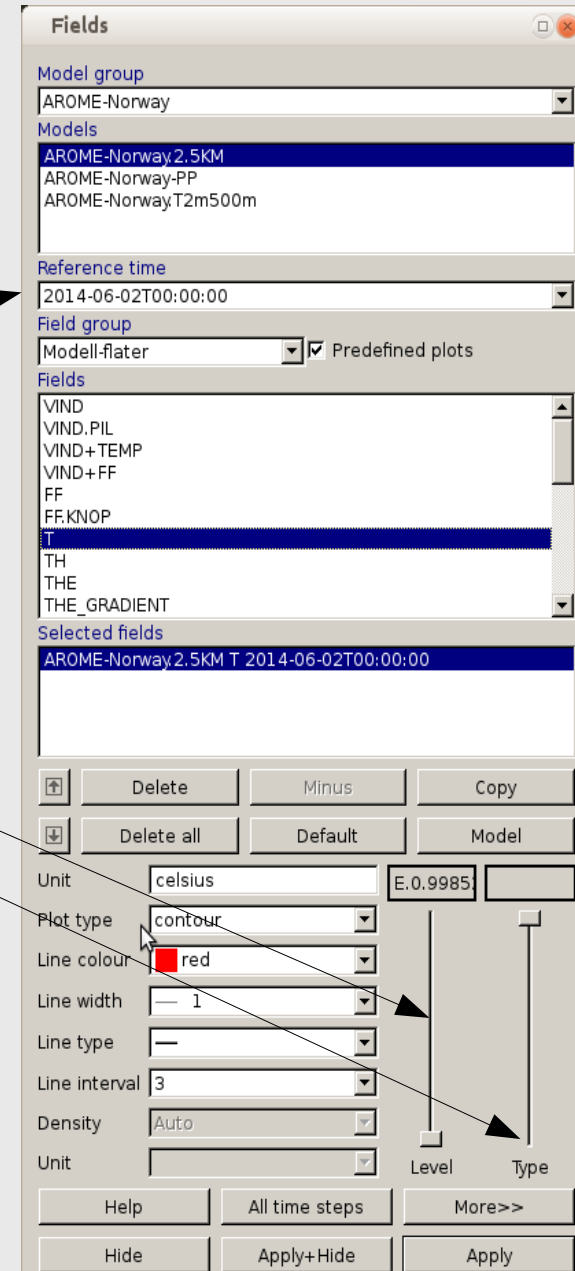 Fields
Model group
AROME-Norway
Models
AROME-Norway.2.5KM
AROME-Norway-PP
AROME-Norway.T2m500m
Reference time
2014-06-02T00:00:00
Field group
Modell-flater
Predefined plots
Fields
VIND
VIND.PIL
VIND+TEMP
VIND+FF
FF
FF.KNOP
T
TH
THE
THE_GRADIENT
Selected fields
AROME-Norway.2.5KM T 2014-06-02T00:00:00
Delete Minus Copy
Delete all Default Model
Unit celsius E.0.9985
Plot type contour
Line colour red
Line width 1
Line type
Line interval 3
Density Auto
Unit
Level Type
Help All time steps More>>
Hide Apply+Hide Apply